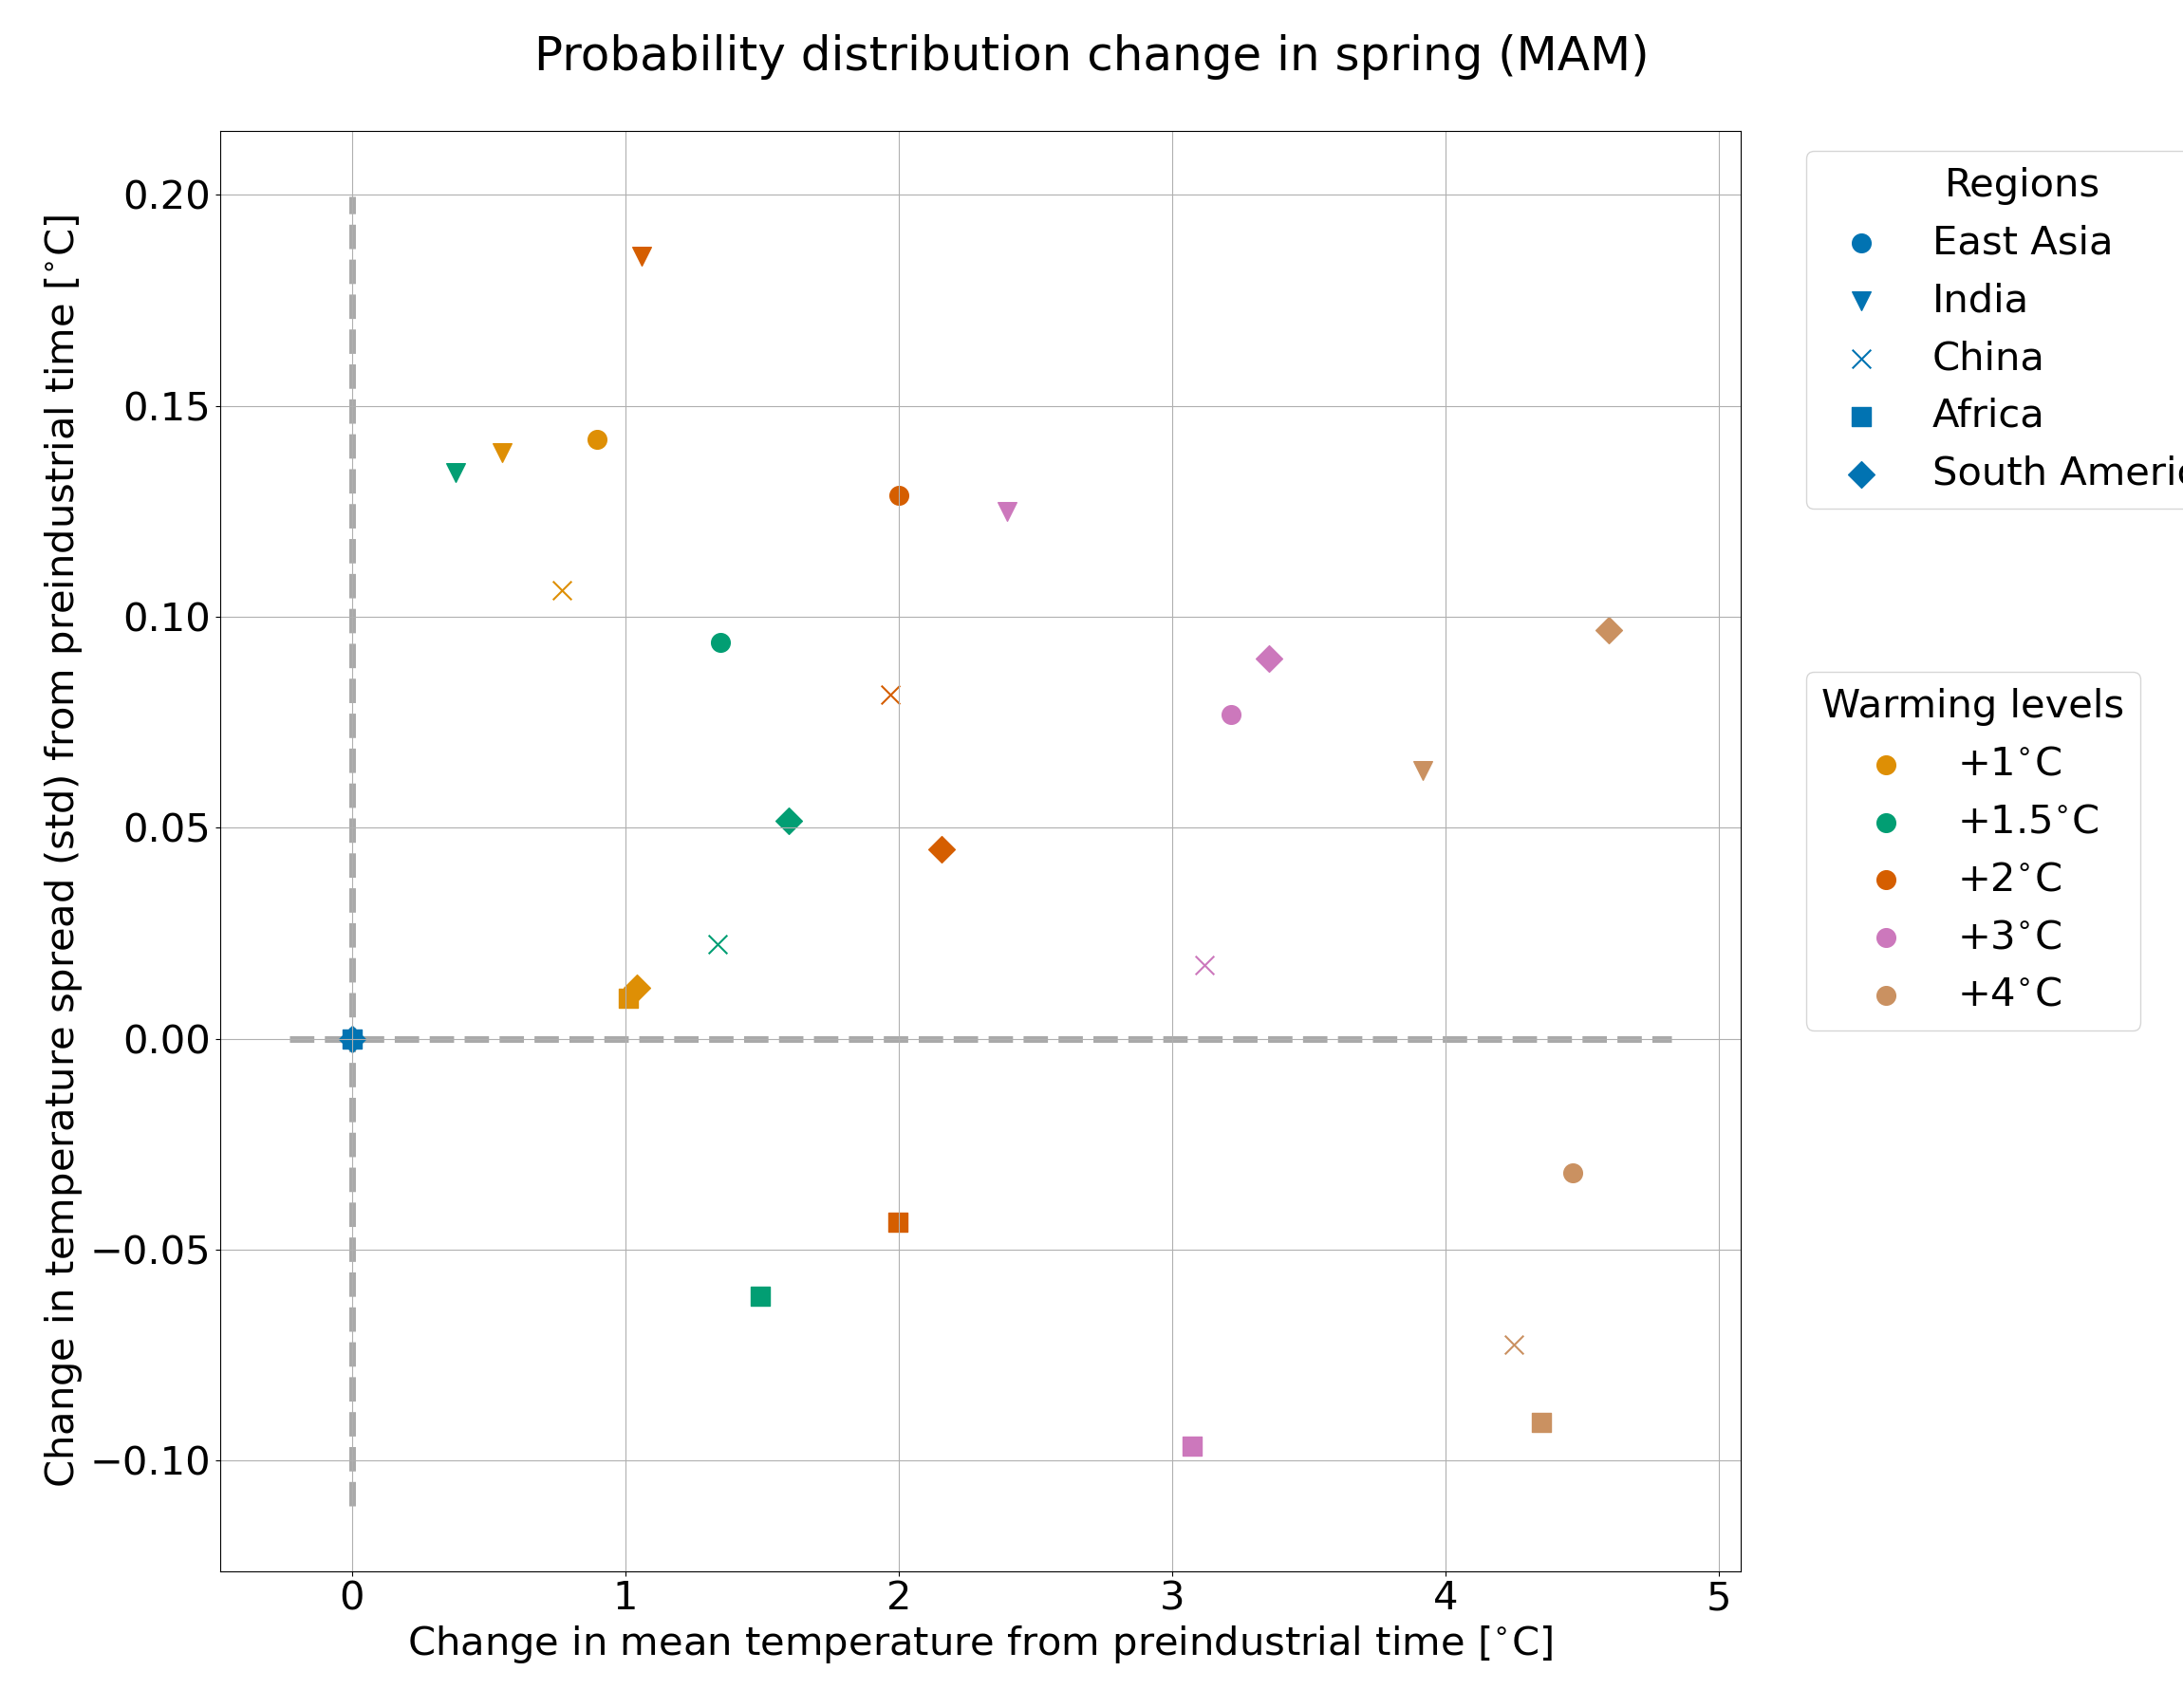 Probability distribution change in spring (MAM)
Change in temperature spread (std) from preindustrial time [°C]
0.20
0.15
0.10
0.05
0.00
−0.05
−0.10
0 1 2 3 4 5
Change in mean temperature from preindustrial time [°C]
Regions
East Asia
India
China
Africa
South Americ
Warming levels
+1°C
+1.5°C
+2°C
+3°C
+4°C